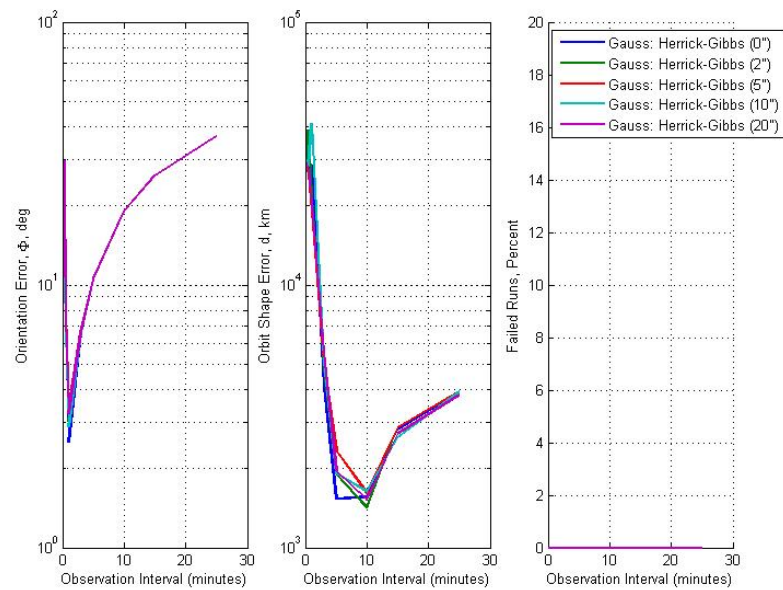 10^2
10^1
10^0
Orientation Error, Φ, deg
0
10
20
30
Observation Interval (minutes)
10^5
10^4
10^3
Orbit Shape Error, d, km
0
10
20
30
Observation Interval (minutes)
20
18
16
14
12
10
8
6
4
2
0
Failed Runs, Percent
0
10
20
30
Observation Interval (minutes)
Gauss: Herrick-Gibbs (0")
Gauss: Herrick-Gibbs (2")
Gauss: Herrick-Gibbs (5")
Gauss: Herrick-Gibbs (10")
Gauss: Herrick-Gibbs (20")